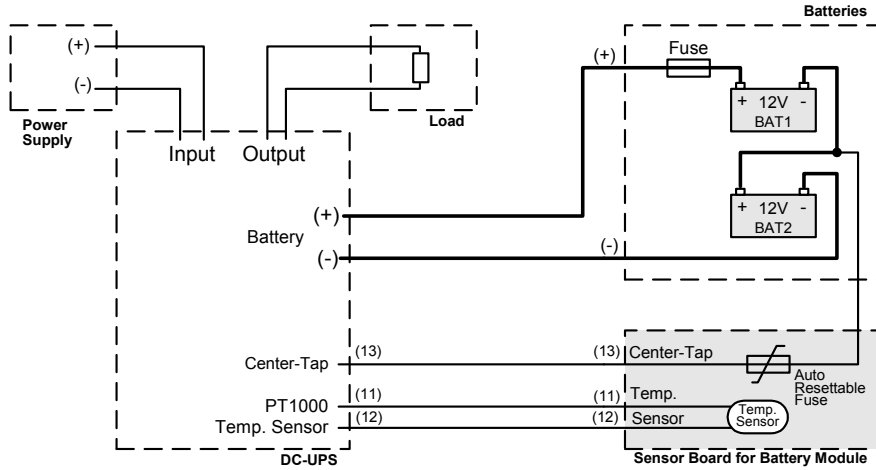 Batteries
(+)
(-)
Power
Supply
Load
Fuse
(+)
+ 12V -
BAT1
Input
Output
+ 12V -
BAT2
Battery
(+)
(-)
(-)
Center-Tap
(13)
(13)
Center-Tap
Auto
Resettable
Fuse
PT1000
Temp. Sensor
(11)
(12)
(11)
(12)
Temp.
Sensor
Temp.
Sensor
DC-UPS
Sensor Board for Battery Module